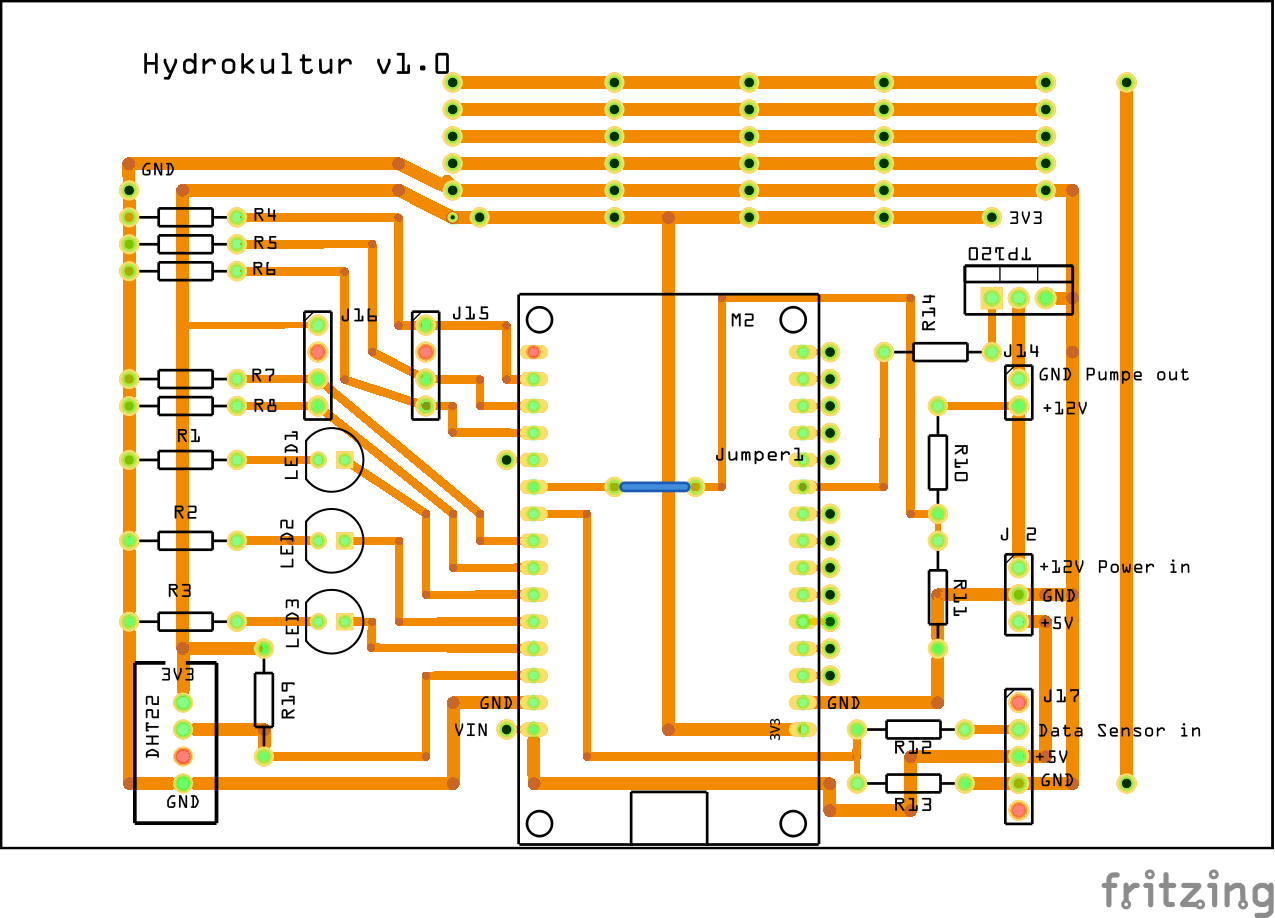 Hydrokultur v1.0
GND
R4
3V3
R5
TP120
R6
R14
J16
J15
M2
J14
R7
GND Pumpe out
R8
+12V
R1
LED1
Jumper1
R10
R2
LED2
J 2
+12V Power in
R3
LED3
R11
GND
+5V
3V3
DHT22
R19
GND
GND
J17
VIN
3V3
Data Sensor in
R12
+5V
GND
GND
R13
fritzing